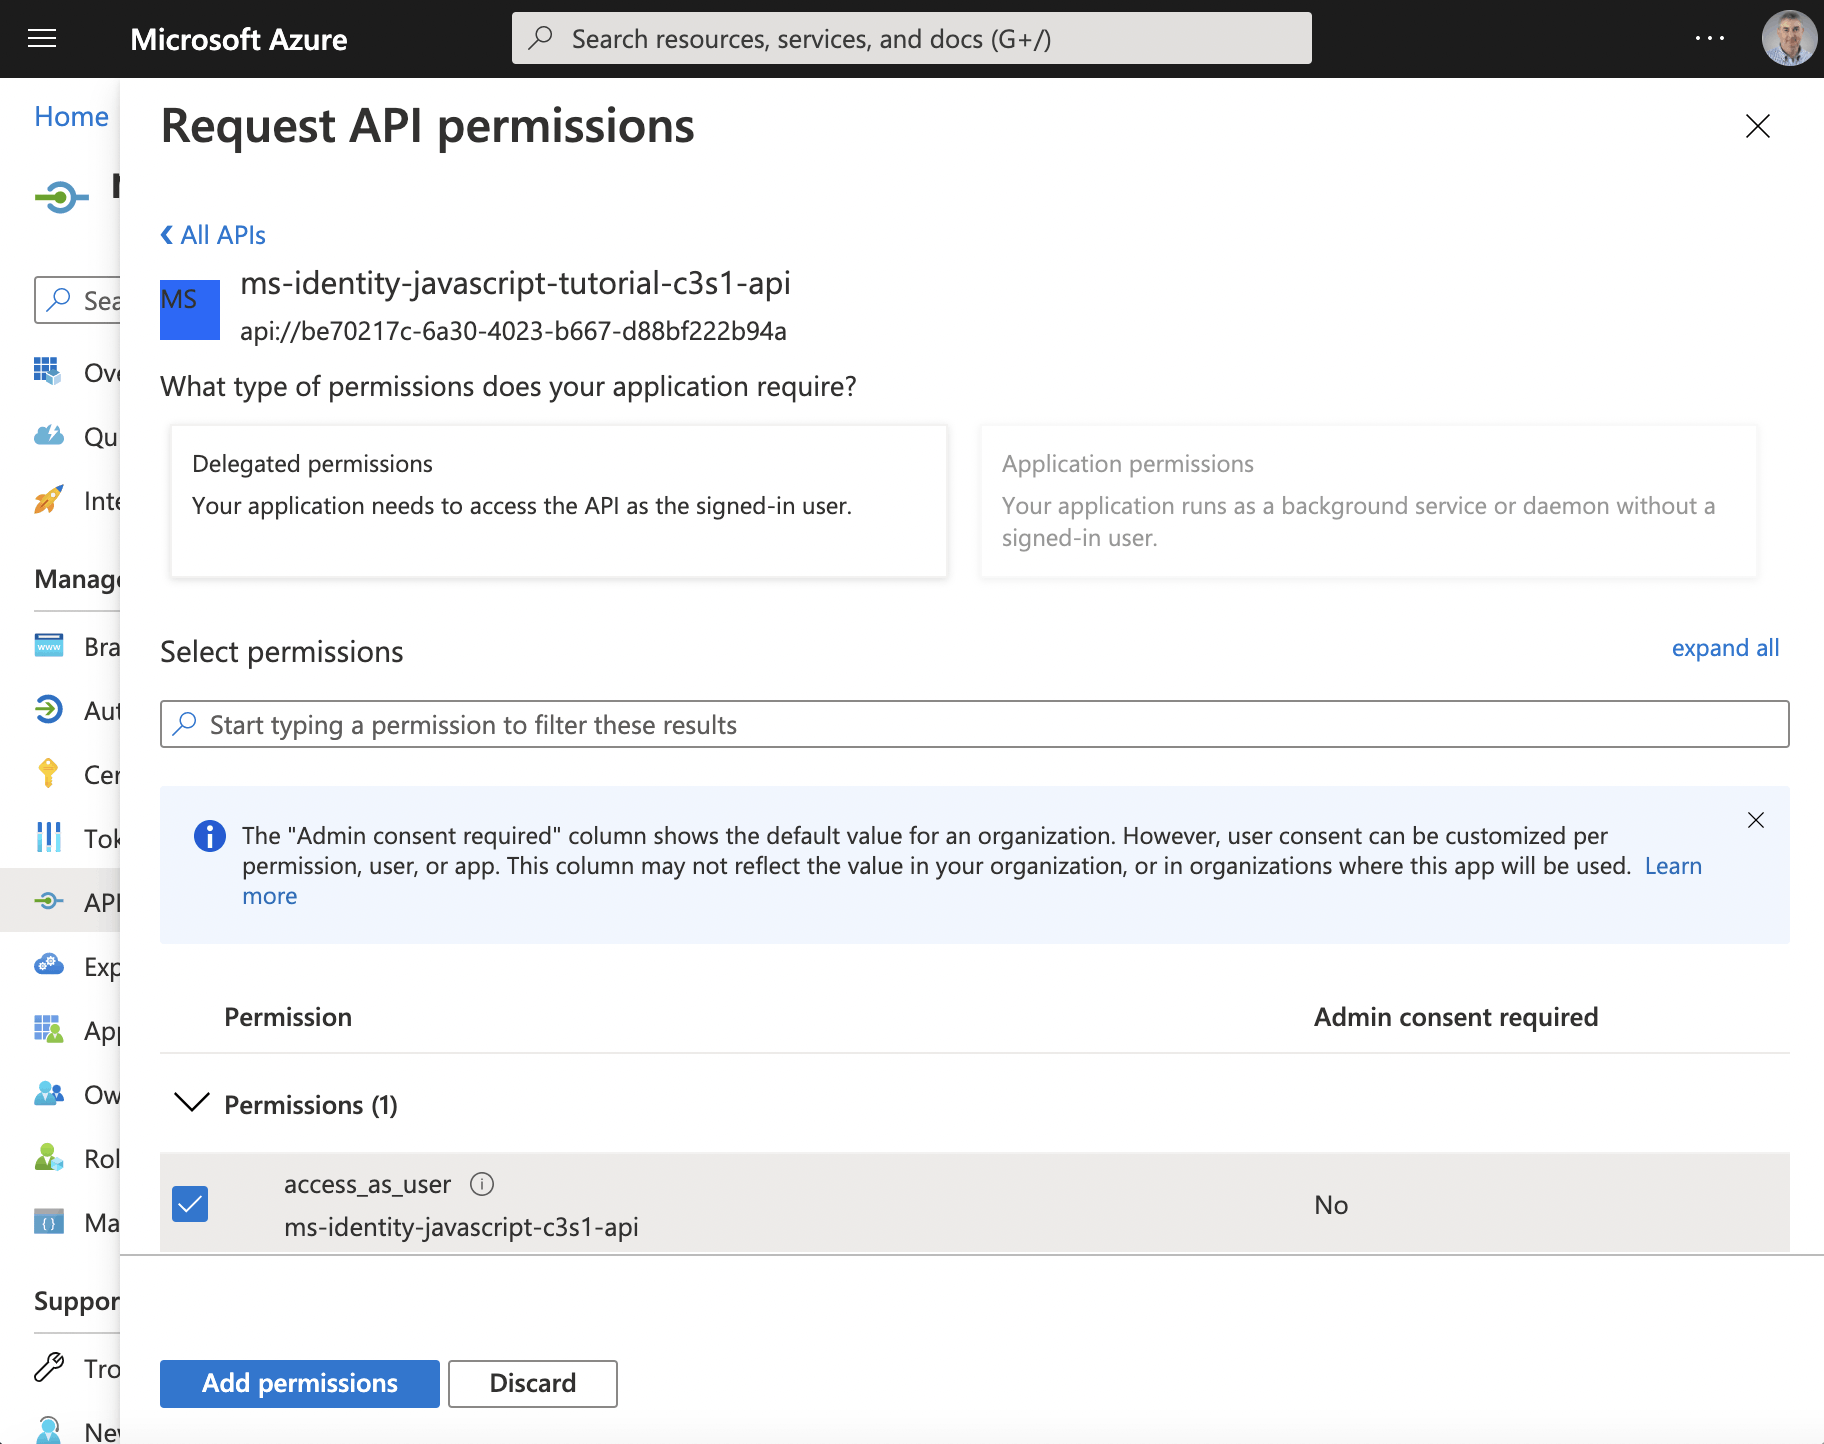 Microsoft Azure
Search resources, services, and docs (G+/)
Home
Request API permissions
All APIs
MS
ms-identity-javascript-tutorial-c3s1-api
api://be70217c-6a30-4023-b667-d88bf222b94a
What type of permissions does your application require?
Delegated permissions
Your application needs to access the API as the signed-in user.
Application permissions
Your application runs as a background service or daemon without a
signed-in user.
Select permissions
expand all
Start typing a permission to filter these results
The "Admin consent required" column shows the default value for an organization. However, user consent can be customized per
permission, user, or app. This column may not reflect the value in your organization, or in organizations where this app will be used. Learn
more
Permission
Admin consent required
Permissions (1)
access_as_user
No
ms-identity-javascript-c3s1-api
Add permissions
Discard
Sea
Ove
Qu
Inte
Manage
www
Bra
Aut
Cer
Tok
API
Exp
App
Ow
Rol
Ma
Suppor
Tro
New